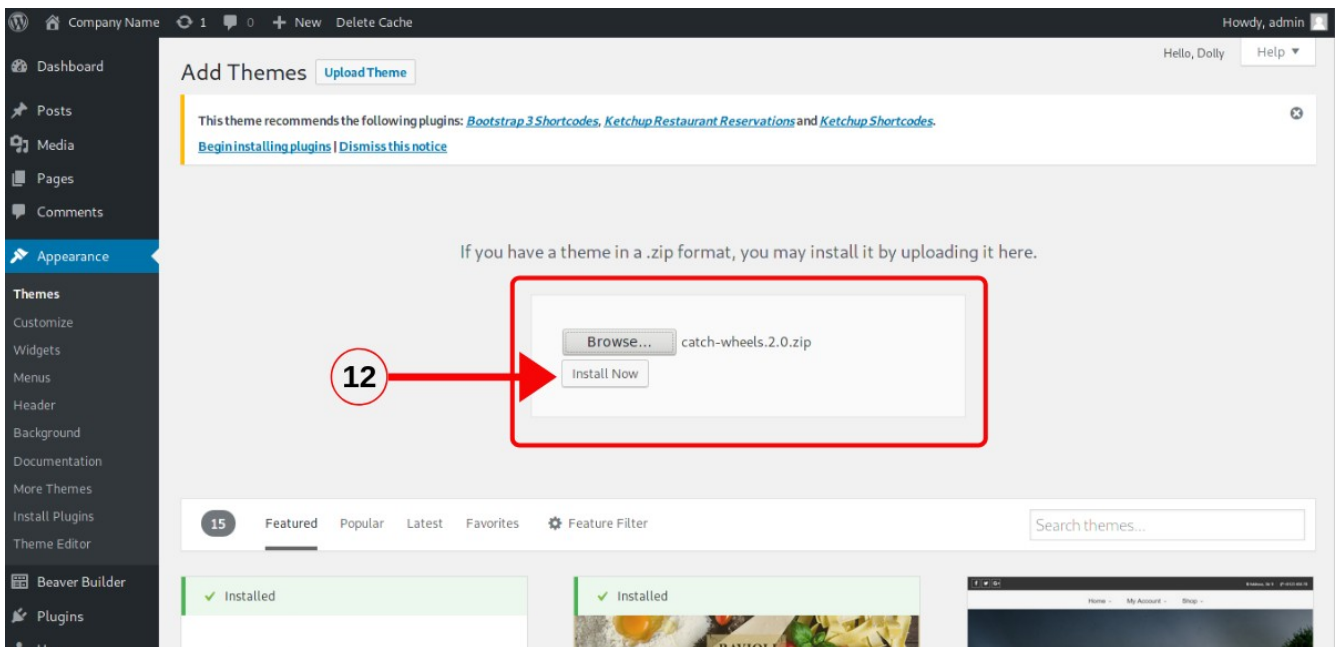 Company Name 1 0 New Delete Cache Howdy, admin
Hello, Dolly Help
Dashboard
Posts
Media
Pages
Comments
Appearance
Themes
Customize
Widgets
Menus
Header
Background
Documentation
More Themes
Install Plugins
Theme Editor
Beaver Builder
Plugins
Add Themes Upload Theme
This theme recommends the following plugins: Bootstrap 3 Shortcodes, Ketchup Restaurant Reservations and Ketchup Shortcodes.
Begin installing plugins | Dismiss this notice
If you have a theme in a .zip format, you may install it by uploading it here.
Browse... catch-wheels.2.0.zip
12 Install Now
15 Featured Popular Latest Favorites Feature Filter Search themes...
Installed
Installed
RAVIOLI
Home My Account Shop